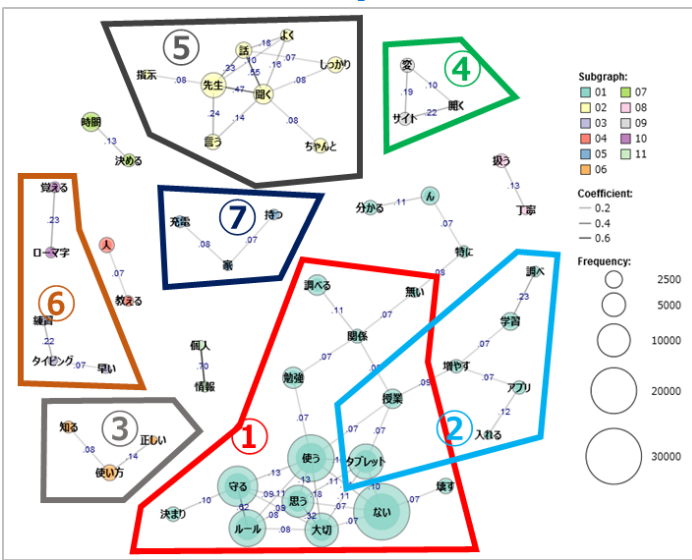 ⑤
よく
話
.18
.10
.07
しっかり
.33
.55
.16
.08
指示
.08
先生
.47
聞く
.24
.14
.08
言う
ちゃんと
④
変
.10
.19
開く
.22
サイト
時間
.13
決める
覚える
.23
ローマ字
⑥
練習
.22
タイピング
.07
早い
人
.07
教える
⑦
充電
持つ
.08
.07
家
扱う
.13
丁寧
分かる
.11
ん
.07
特に
.08
無い
.07
調べる
.11
関係
.07
勉強
.07
個人
.70
情報
③
知る
正しい
.08
.14
使い方
①
②
調べ
.23
学習
.07
増やす
.09
.07
アプリ
.12
入れる
授業
.07
タブレット
使う
.13
守る
思う
ない
.07
壊す
.10
決まり
ルール
.08
大切
.07
Subgraph:
01 07
02 08
03 09
04 10
05 11
06
Coefficient:
0.2
0.4
0.6
Frequency:
2500
5000
10000
20000
30000